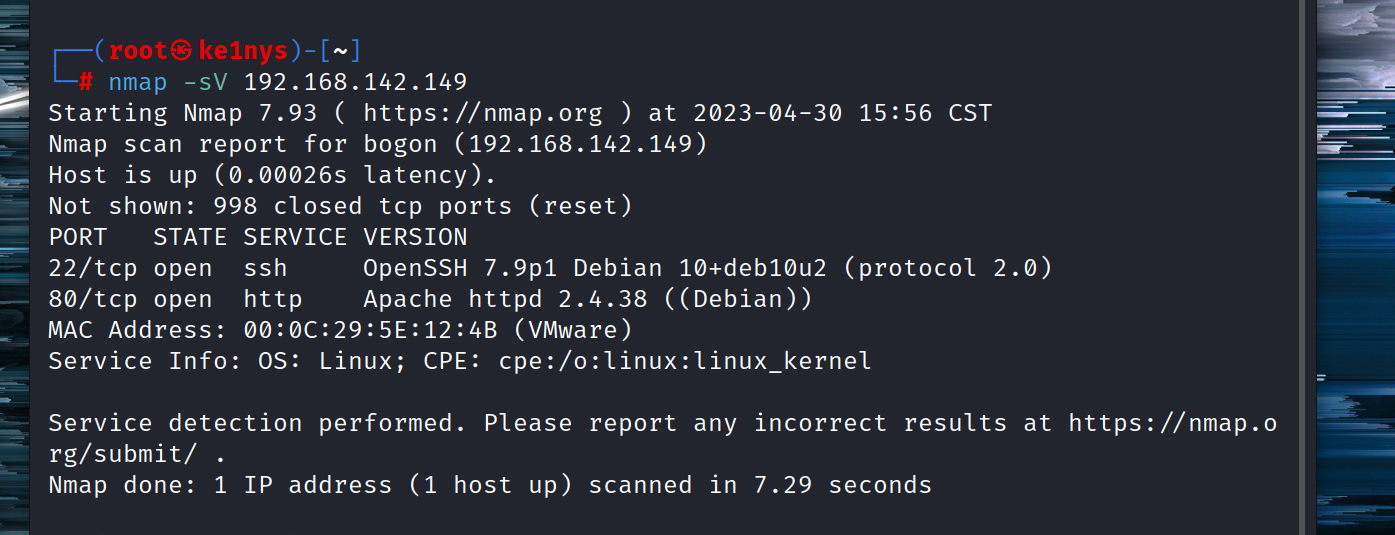 ┌──(root㉿ke1nys)-[~]
└─# nmap -sV 192.168.142.149
Starting Nmap 7.93 ( https://nmap.org ) at 2023-04-30 15:56 CST
Nmap scan report for bogon (192.168.142.149)
Host is up (0.00026s latency).
Not shown: 998 closed tcp ports (reset)
PORT   STATE SERVICE VERSION
22/tcp open  ssh     OpenSSH 7.9p1 Debian 10+deb10u2 (protocol 2.0)
80/tcp open  http    Apache httpd 2.4.38 ((Debian))
MAC Address: 00:0C:29:5E:12:4B (VMware)
Service Info: OS: Linux; CPE: cpe:/o:linux:linux_kernel
Service detection performed. Please report any incorrect results at https://nmap.o
rg/submit/ .
Nmap done: 1 IP address (1 host up) scanned in 7.29 seconds